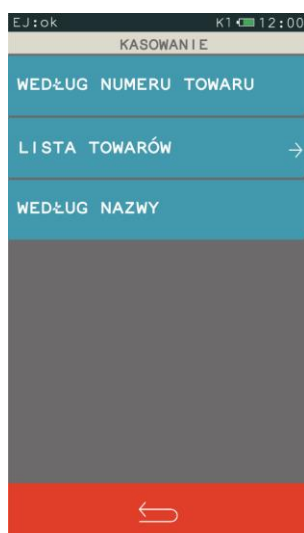 EJ:ok K1 12:00
KASOWANIE
WEDŁUG NUMERU TOWARU
LISTA TOWARÓW →
WEDŁUG NAZWY